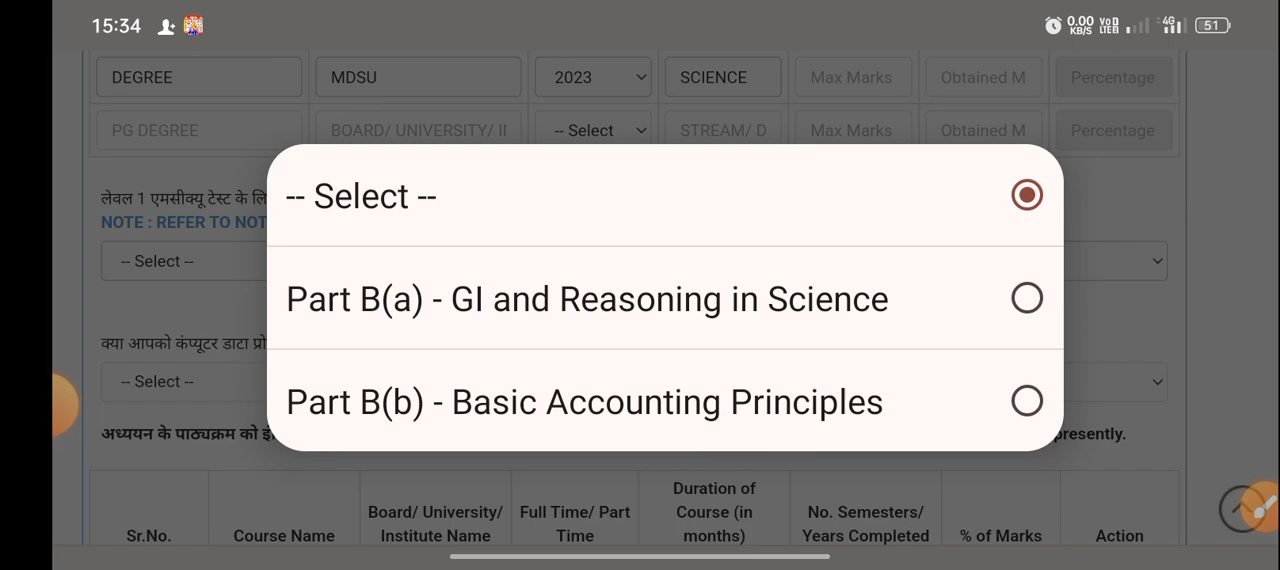 15:34
0.00 KB/S
VoD LTED
4G
51
DEGREE MDSU 2023 SCIENCE Max Marks Obtained M Percentage
PG DEGREE BOARD/ UNIVERSITY/ II -- Select STREAM/ D Max Marks Obtained M Percentage
लेवल 1 एमसीक्यू टेस्ट के लि
NOTE : REFER TO NOT
-- Select --
-- Select --
Part B(a) - GI and Reasoning in Science
Part B(b) - Basic Accounting Principles
क्या आपको कंप्यूटर डाटा प्रो
-- Select --
अध्ययन के पाठ्यक्रम को presently.
Sr.No. Course Name Board/ University/ Institute Name Full Time/ Part Time Duration of Course (in months) No. Semesters/ Years Completed % of Marks Action